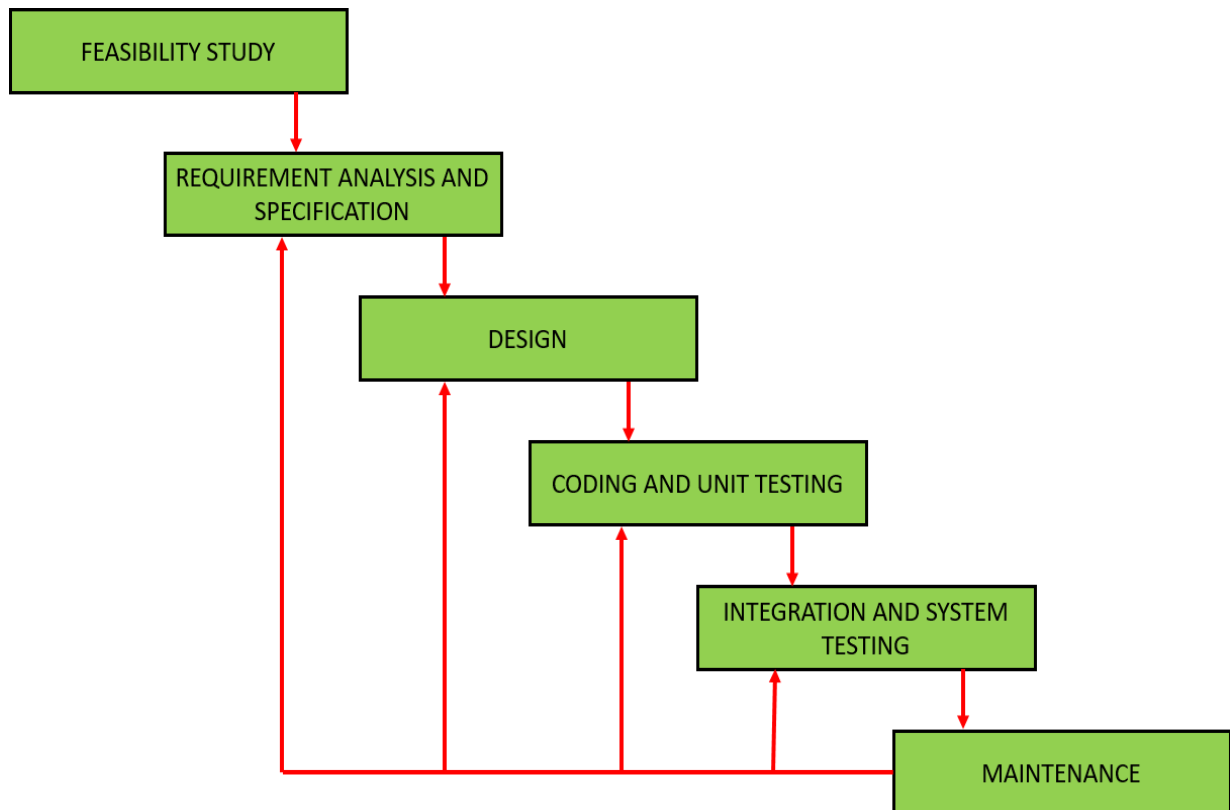 FEASIBILITY STUDY
REQUIREMENT ANALYSIS AND
SPECIFICATION
DESIGN
CODING AND UNIT TESTING
INTEGRATION AND SYSTEM
TESTING
MAINTENANCE